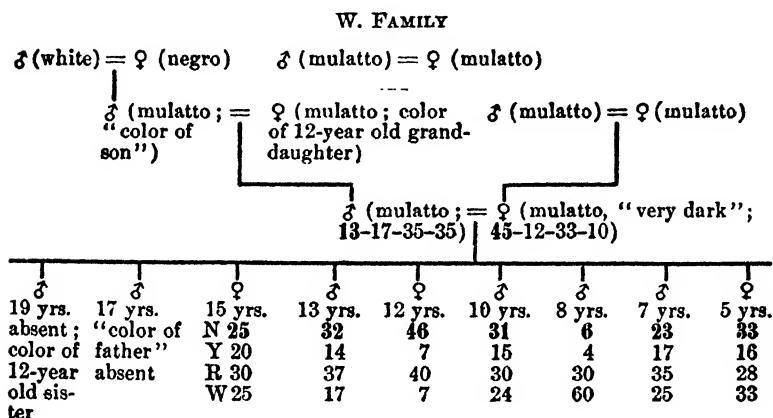 W. FAMILY
♂ (white) = ♀ (negro) ♂ (mulatto) = ♀ (mulatto)
♂ (mulatto ; = ♀ (mulatto ; color ♂ (mulatto) = ♀ (mulatto)
“color of of 12-year old grand-
son”) daughter)
♂ (mulatto ; = ♀ (mulatto, “very dark” ;
13-17-35-35) 45-12-33-10)
♂ ♂ ♀ ♂ ♀ ♂ ♂ ♂ ♀
19 yrs. 17 yrs. 15 yrs. 13 yrs. 12 yrs. 10 yrs. 8 yrs. 7 yrs. 5 yrs.
absent ; “color of N 25 32 46 31 6 23 33
color of father” Y 20 14 7 15 4 17 16
12-year absent R 30 37 40 30 30 35 28
old sis- W 25 17 7 24 60 25 33
ter